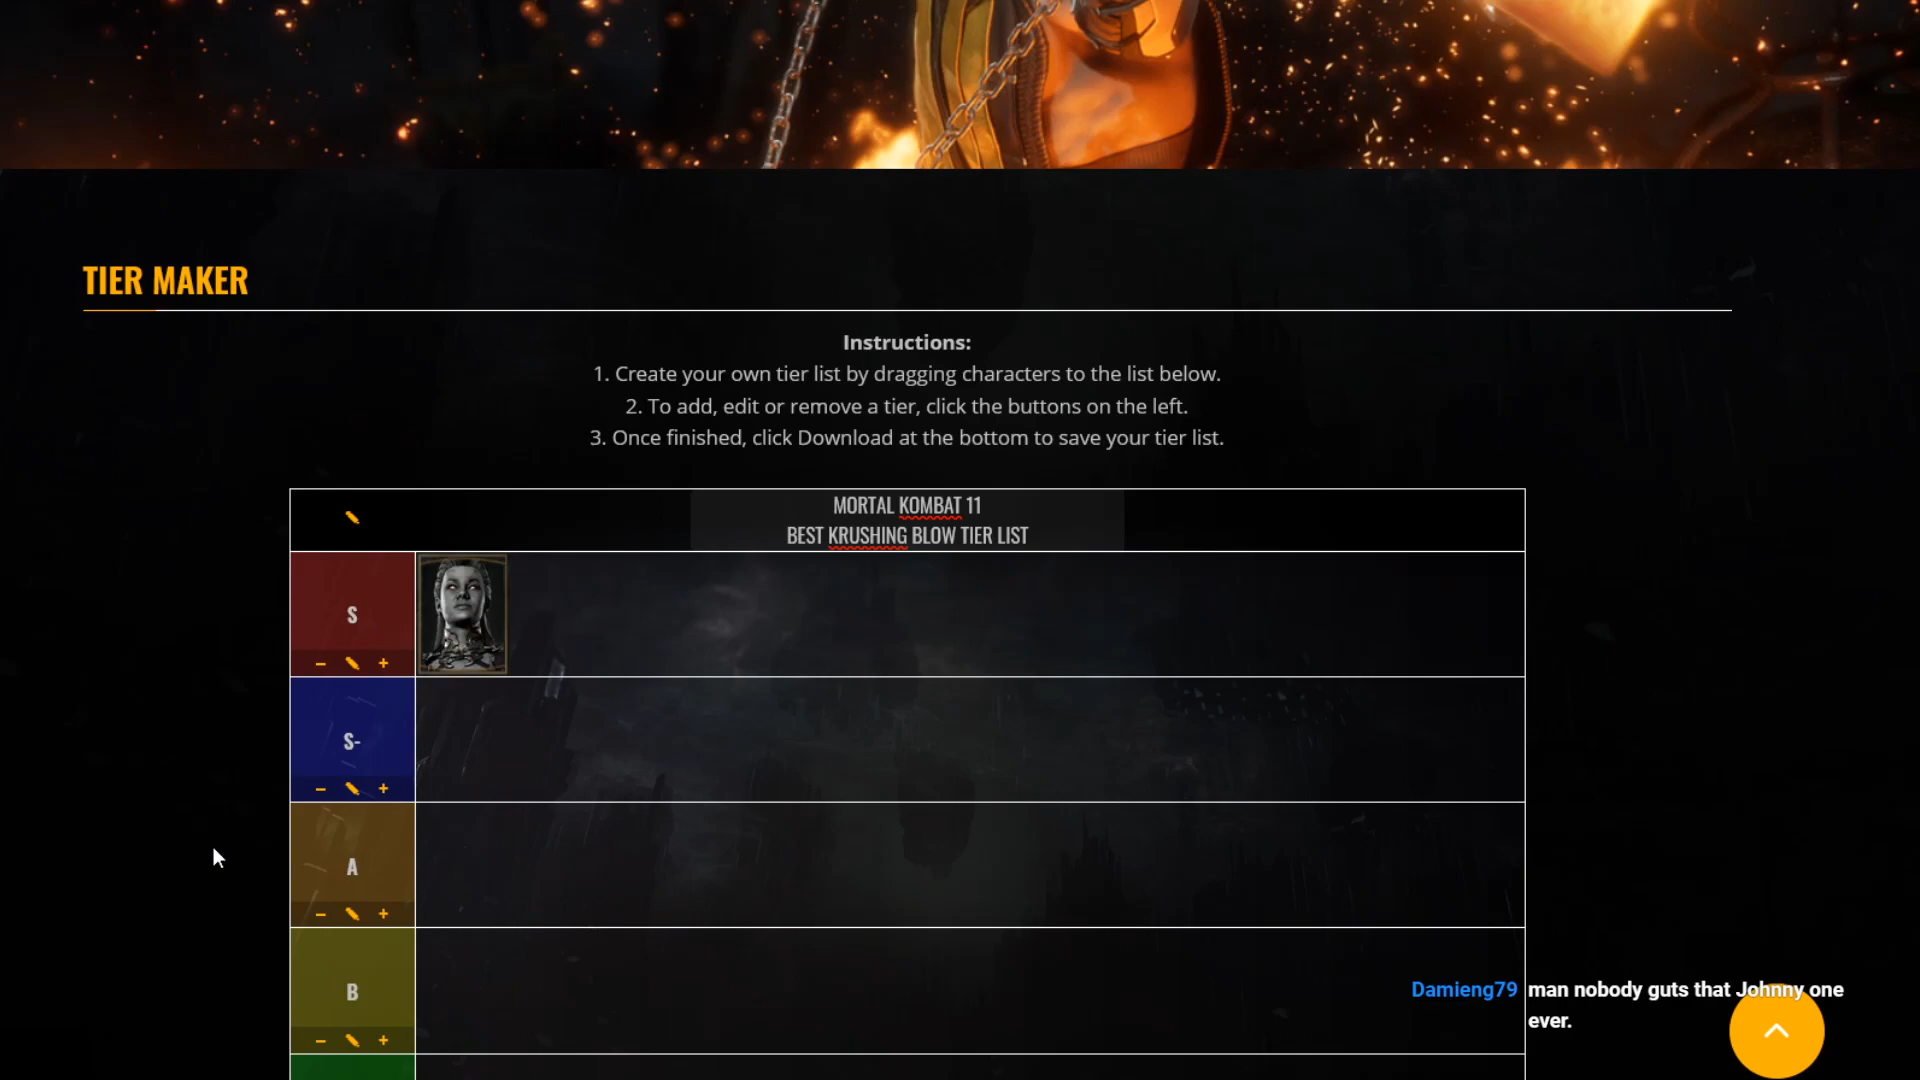 TIER MAKER
Instructions:
1. Create your own tier list by dragging characters to the list below.
2. To add, edit or remove a tier, click the buttons on the left.
3. Once finished, click Download at the bottom to save your tier list.
MORTAL KOMBAT 11
BEST KRUSHING BLOW TIER LIST
S
S-
A
B
Damieng79 man nobody guts that Johnny one
ever.